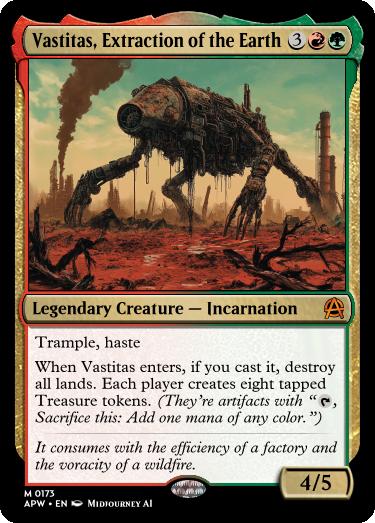 Vastitas, Extraction of the Earth 3
Legendary Creature — Incarnation
Trample, haste
When Vastitas enters, if you cast it, destroy
all lands. Each player creates eight tapped
Treasure tokens. (They’re artifacts with “,
Sacrifice this: Add one mana of any color.”)
It consumes with the efficiency of a factory and
the voracity of a wildfire.
4/5
M 0173
APW • EN Midjourney AI